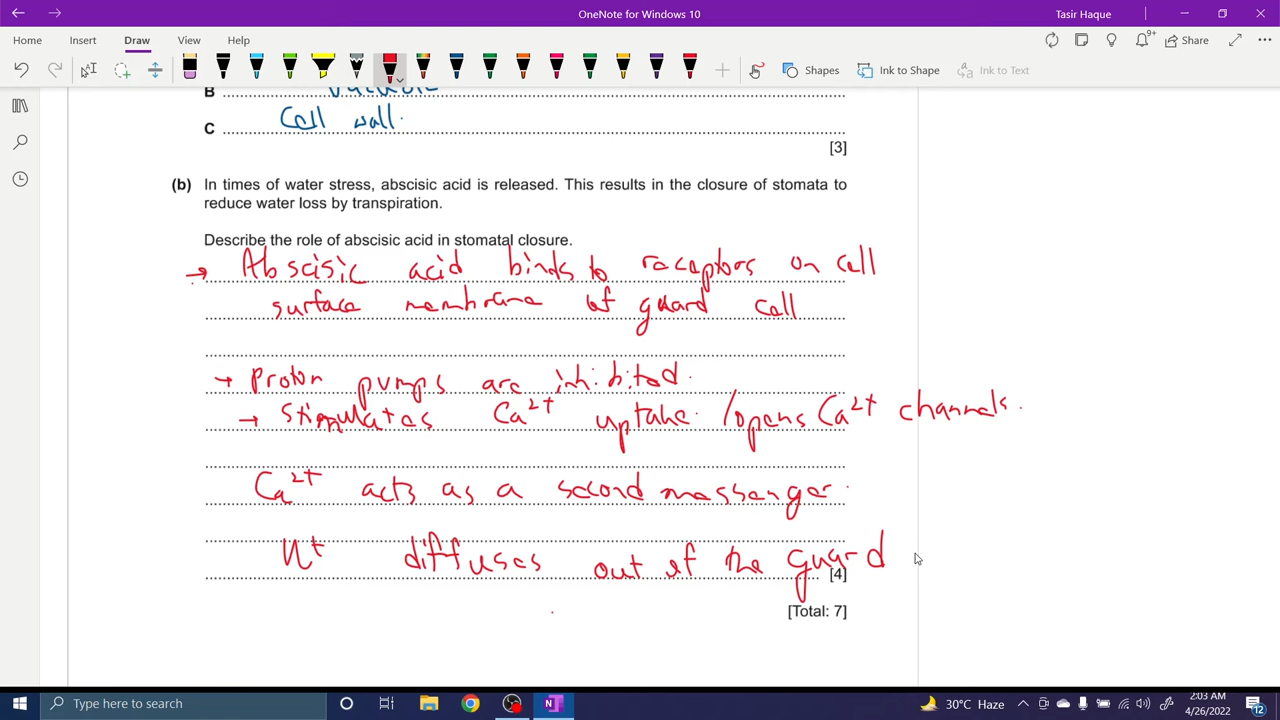 OneNote for Windows 10
Tasir Haque
Home Insert Draw View Help
Share
Shapes
Ink to Shape
Ink to Text
B
C Cell wall.
[3]
(b) In times of water stress, abscisic acid is released. This results in the closure of stomata to
reduce water loss by transpiration.
Describe the role of abscisic acid in stomatal closure.
→ Abscisic acid binds to receptors on cell
surface membrane of guard cell
→ Proton pumps are inhibited.
→ Stimulates Ca2+ uptake. /opens Ca2+ channels.
Ca2+ acts as a second messenger.
diffuses out of the guard
[4]
[Total: 7]
Type here to search
30°C Haze
2:03 AM
4/26/2022
12